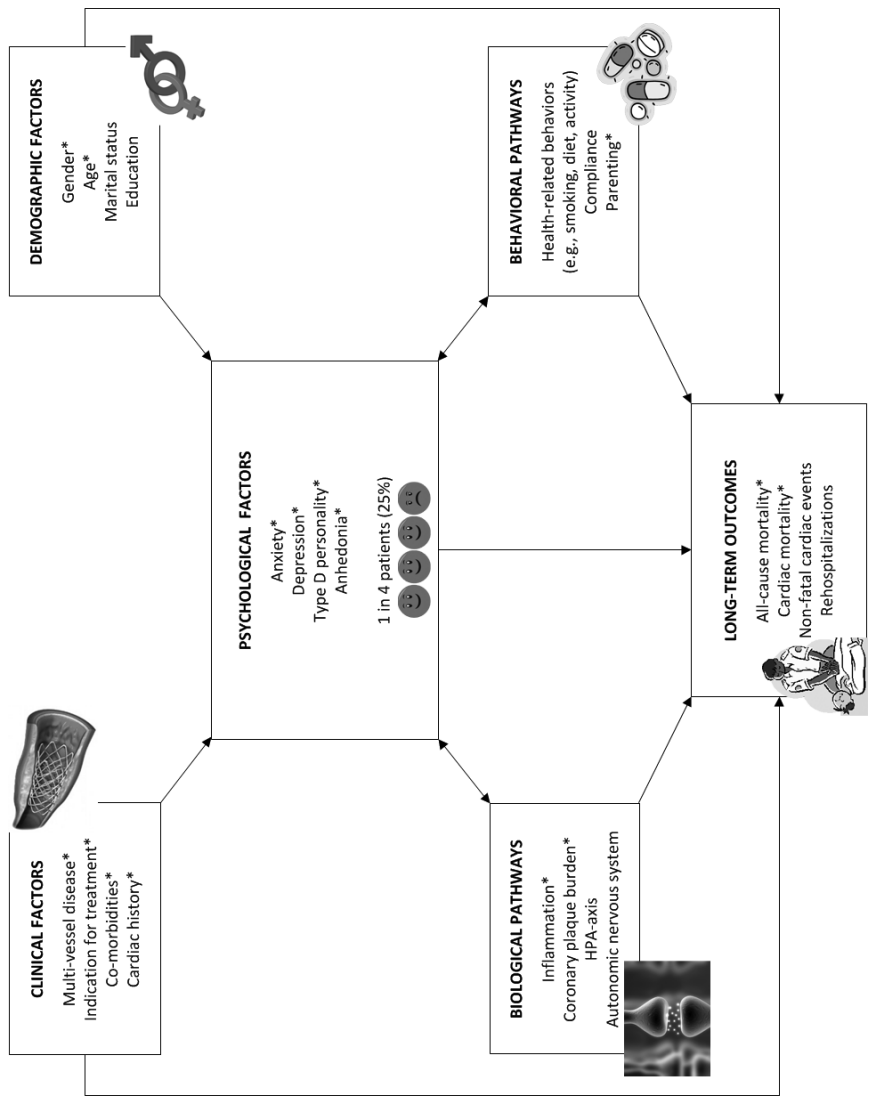 CLINICAL FACTORS
Multi-vessel disease*
Indication for treatment*
Co-morbidities*
Cardiac history*
DEMOGRAPHIC FACTORS
Gender*
Age*
Marital status
Education
PSYCHOLOGICAL FACTORS
Anxiety*
Depression*
Type D personality*
Anhedonia*
1 in 4 patients (25%)
BIOLOGICAL PATHWAYS
Inflammation*
Coronary plaque burden*
HPA-axis
Autonomic nervous system
BEHAVIORAL PATHWAYS
Health-related behaviors
(e.g., smoking, diet, activity)
Compliance
Parenting*
LONG-TERM OUTCOMES
All-cause mortality*
Cardiac mortality*
Non-fatal cardiac events
Rehospitalizations